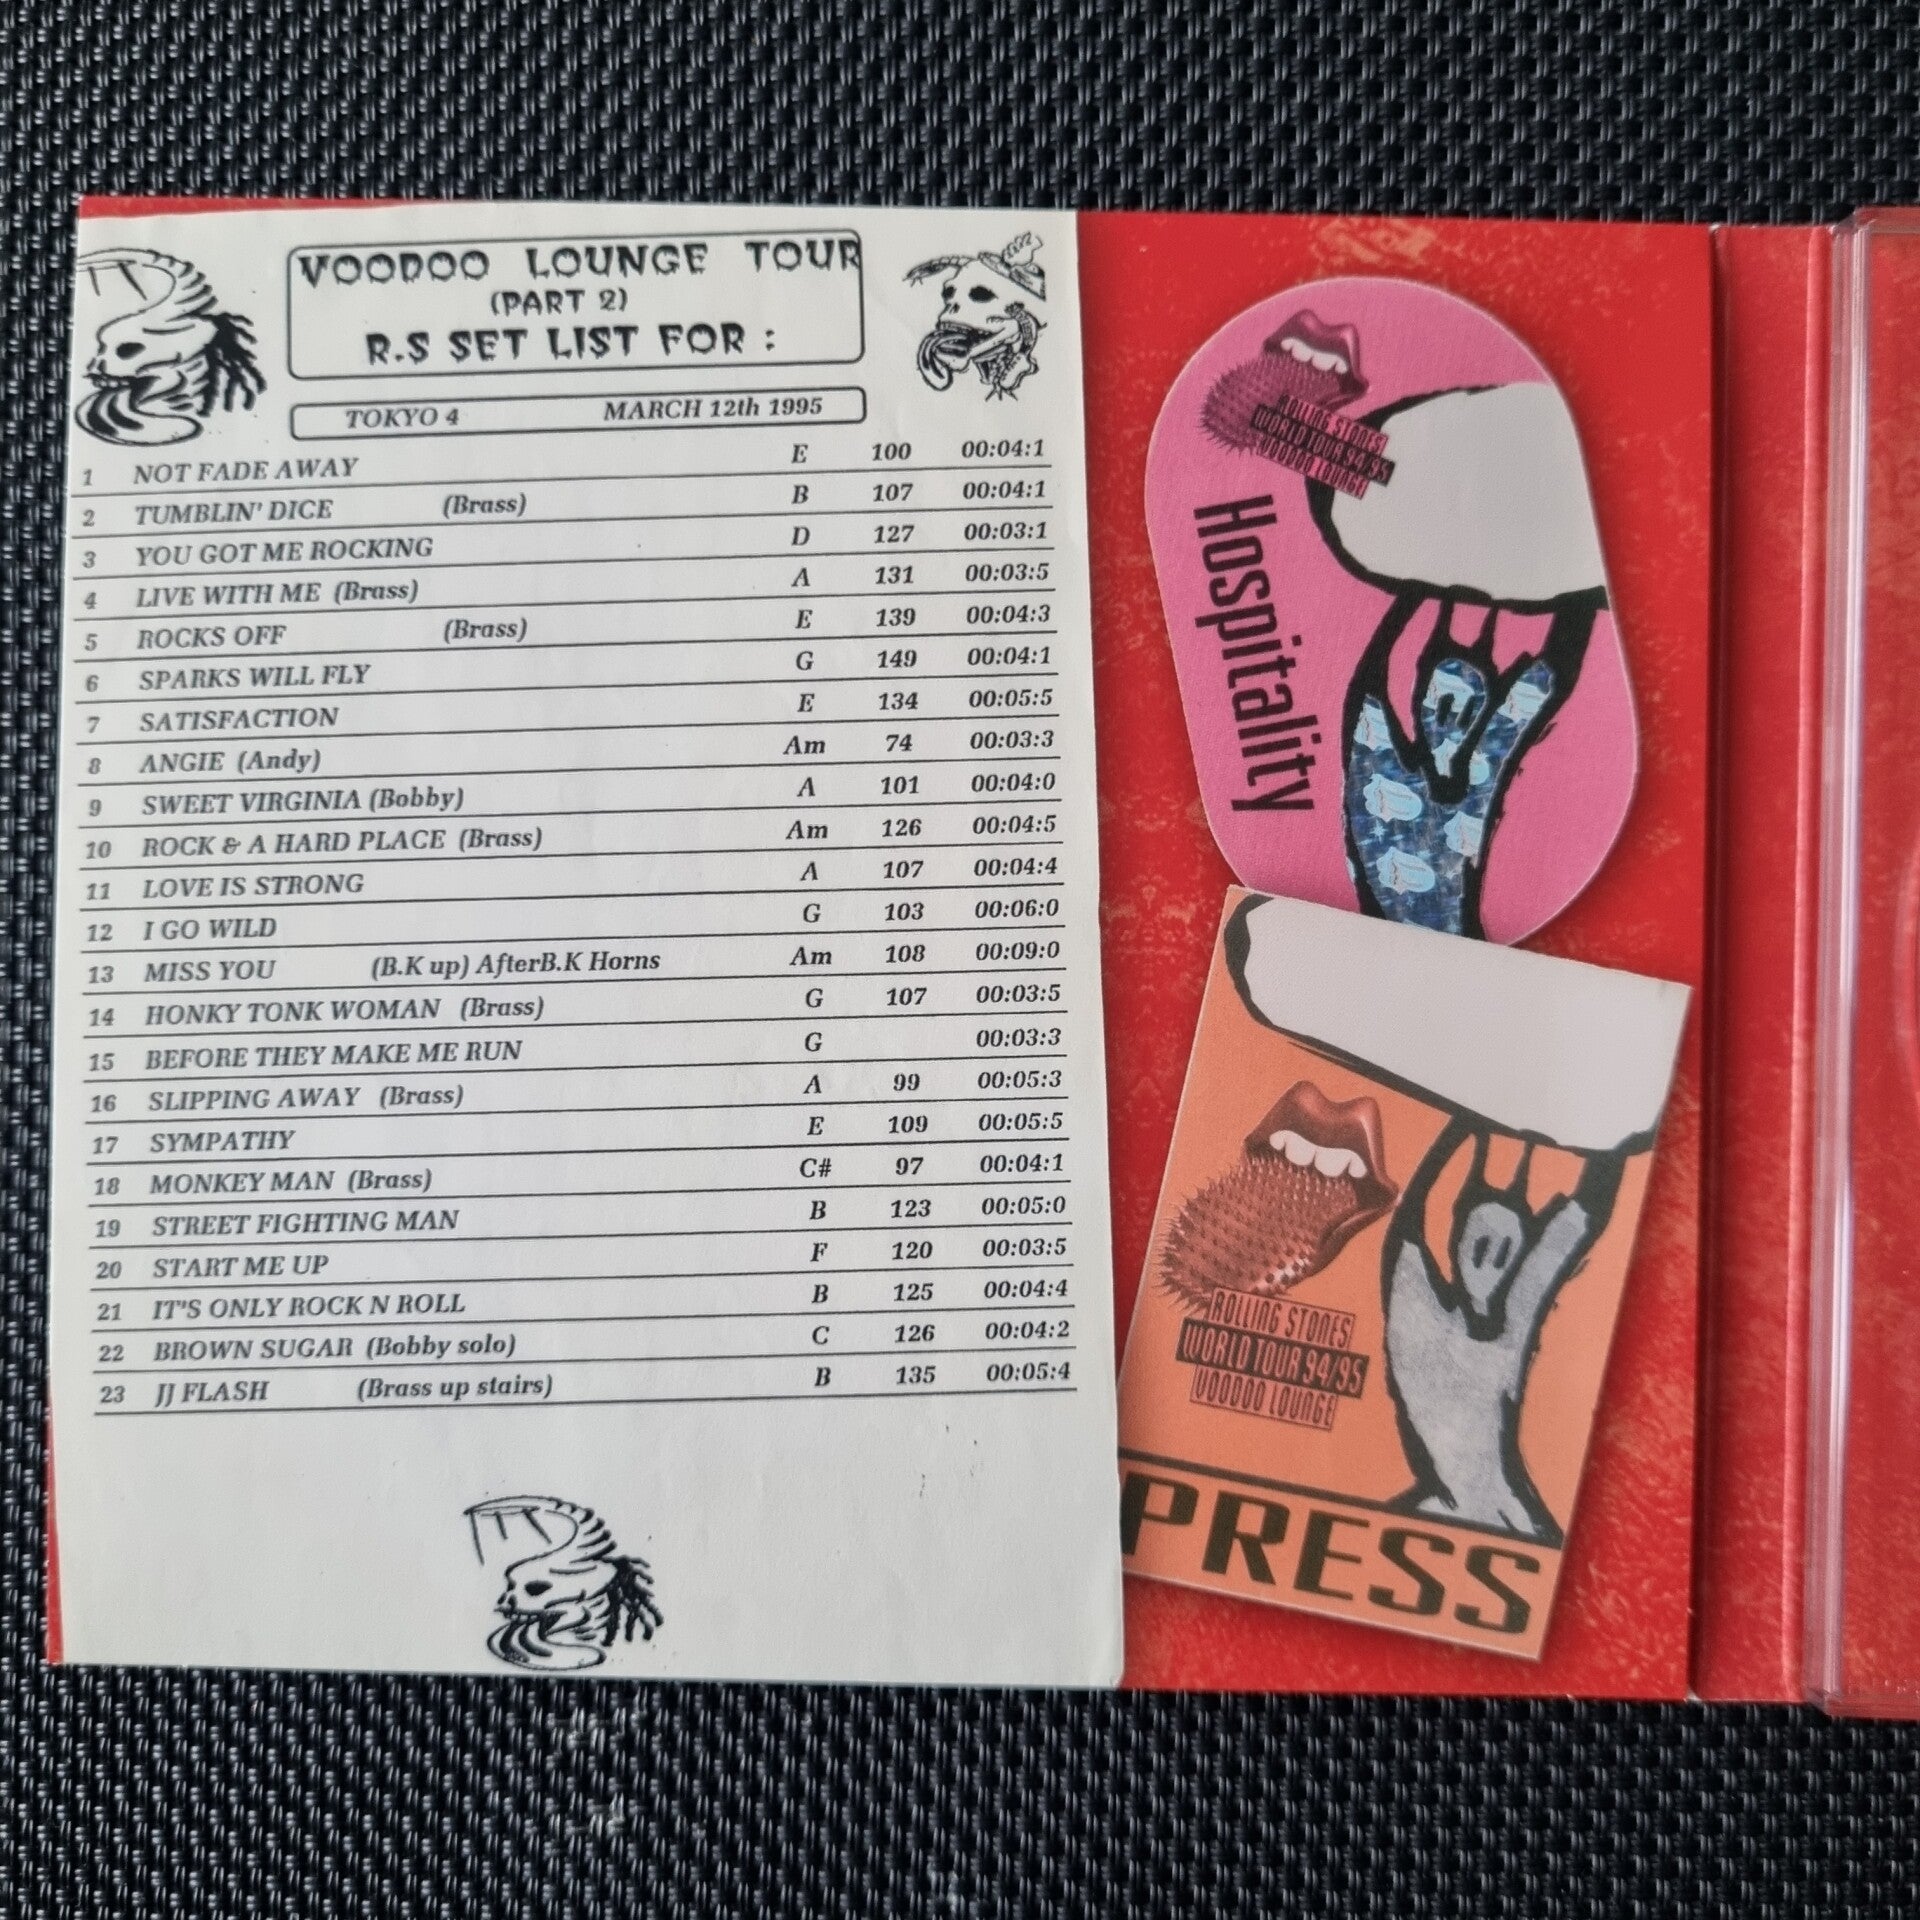 VOODOO LOUNGE TOUR
(PART 2)
R.S SET LIST FOR :
TOKYO 4 MARCH 12th 1995
1 NOT FADE AWAY E 100 00:04:1
2 TUMBLIN' DICE (Brass) B 107 00:04:1
3 YOU GOT ME ROCKING D 127 00:03:1
4 LIVE WITH ME (Brass) A 131 00:03:5
5 ROCKS OFF (Brass) E 139 00:04:3
6 SPARKS WILL FLY G 149 00:04:1
7 SATISFACTION E 134 00:05:5
8 ANGIE (Andy) Am 74 00:03:3
9 SWEET VIRGINIA (Bobby) A 101 00:04:0
10 ROCK & A HARD PLACE (Brass) Am 126 00:04:5
11 LOVE IS STRONG A 107 00:04:4
12 I GO WILD G 103 00:06:0
13 MISS YOU (B.K up) AfterB.K Horns Am 108 00:09:0
14 HONKY TONK WOMAN (Brass) G 107 00:03:5
15 BEFORE THEY MAKE ME RUN G 00:03:3
16 SLIPPING AWAY (Brass) A 99 00:05:3
17 SYMPATHY E 109 00:05:5
18 MONKEY MAN (Brass) C# 97 00:04:1
19 STREET FIGHTING MAN B 123 00:05:0
20 START ME UP F 120 00:03:5
21 IT'S ONLY ROCK N ROLL B 125 00:04:4
22 BROWN SUGAR (Bobby solo) C 126 00:04:2
23 JJ FLASH (Brass up stairs) B 135 00:05:4
ROLLING STONES
WORLD TOUR 94/95
VOODOO LOUNGE
Hospitality
ROLLING STONES
WORLD TOUR 94/95
VOODOO LOUNGE
PRESS